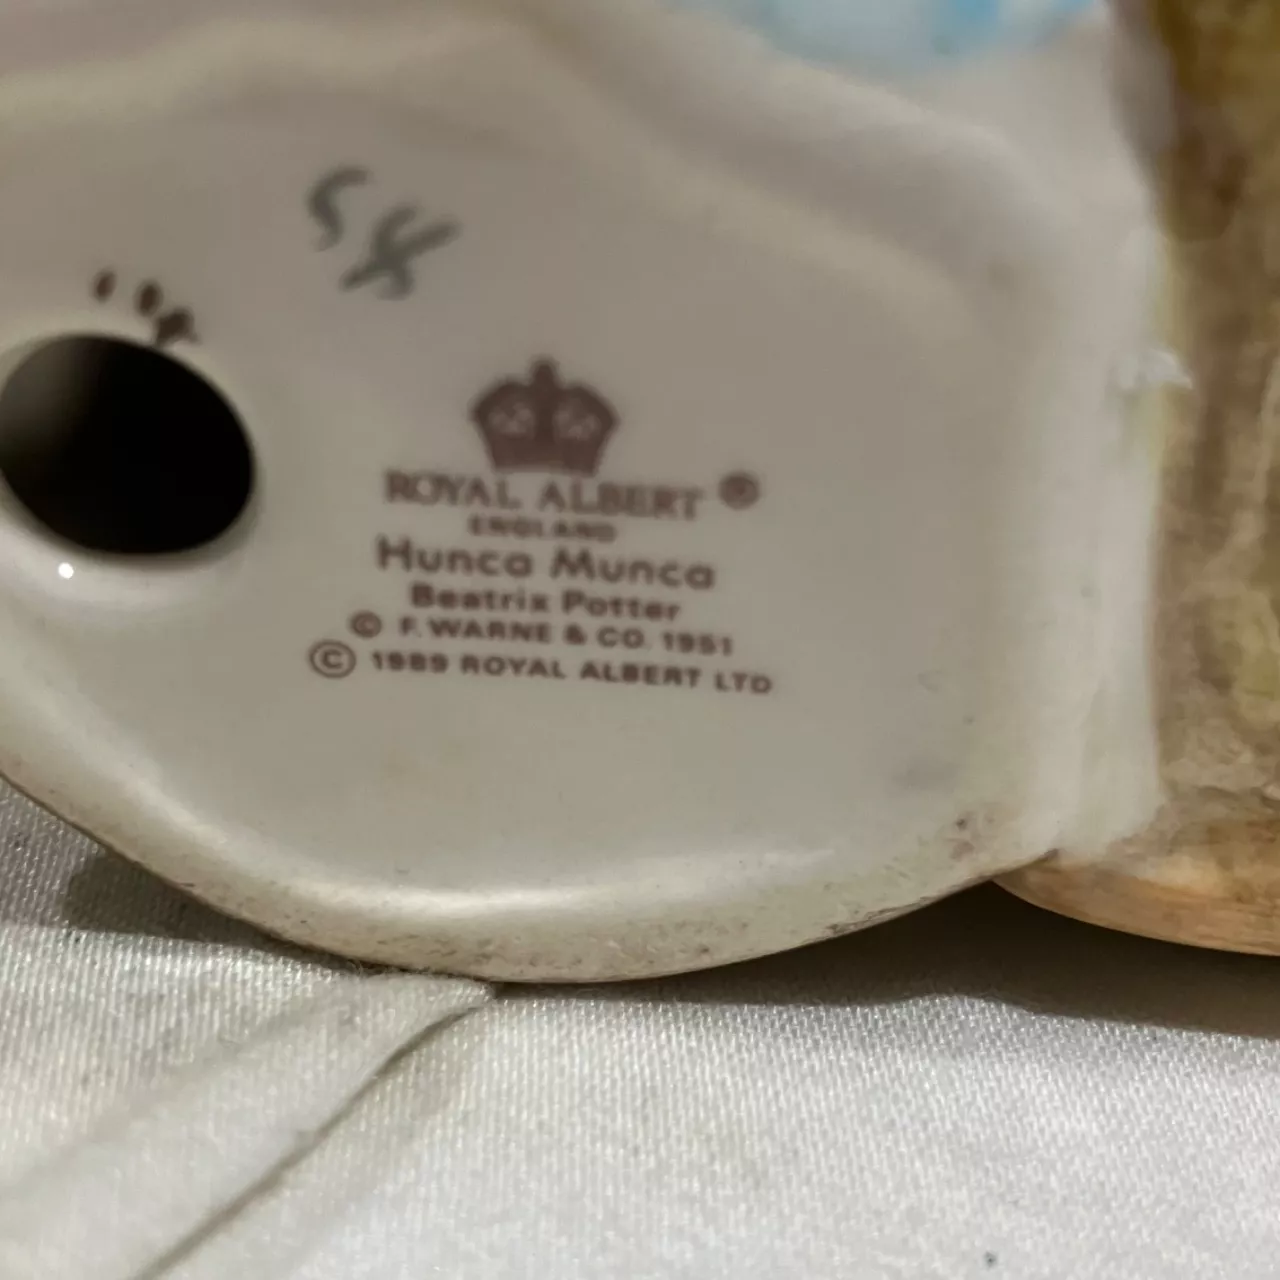 ROYAL ALBERT ®
ENGLAND
Hunca Munca
Beatrix Potter
© F. WARNE & CO. 1951
© 1989 ROYAL ALBERT LTD